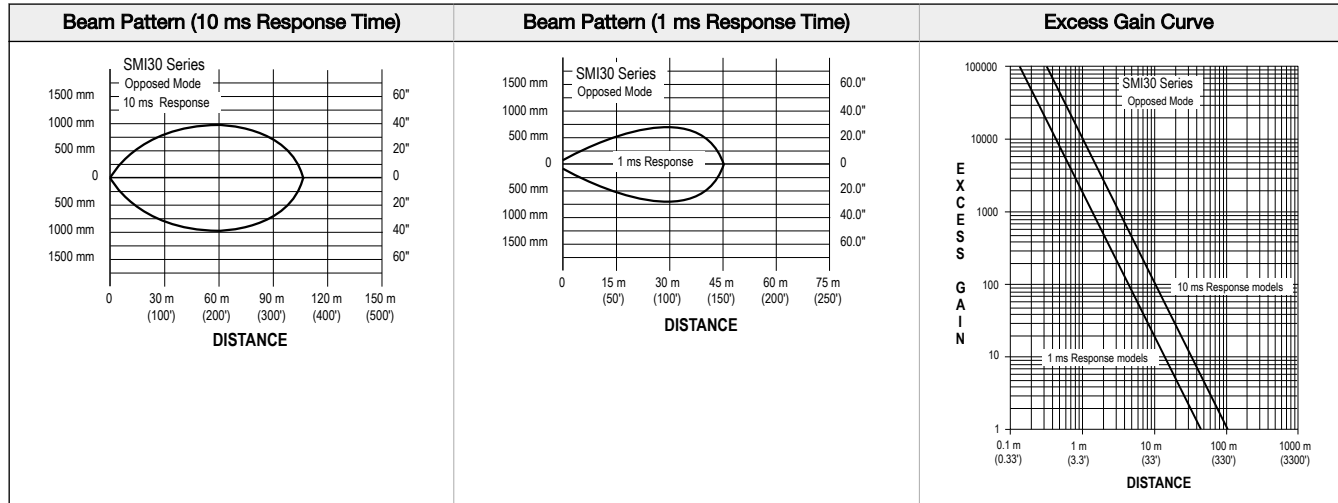 Beam Pattern (10 ms Response Time)
SMI30 Series
Opposed Mode
10 ms Response
1500 mm
1000 mm
500 mm
0
500 mm
1000 mm
1500 mm
60"
40"
20"
0
20"
40"
60"
0
30 m
(100')
60 m
(200')
90 m
(300')
120 m
(400')
150 m
(500')
DISTANCE
Beam Pattern (1 ms Response Time)
SMI30 Series
Opposed Mode
1 ms Response
1500 mm
1000 mm
500 mm
0
500 mm
1000 mm
1500 mm
60.0"
40.0"
20.0"
0
20.0"
30.0"
60.0"
0
15 m
(50')
30 m
(100')
45 m
(150')
60 m
(200')
75 m
(250')
DISTANCE
Excess Gain Curve
SMI30 Series
Opposed Mode
10 ms Response models
1 ms Response models
EXCESS GAIN
100000
10000
1000
100
10
1
0.1 m
(0.33')
1 m
(3.3')
10 m
(33')
100 m
(330')
1000 m
(3300')
DISTANCE